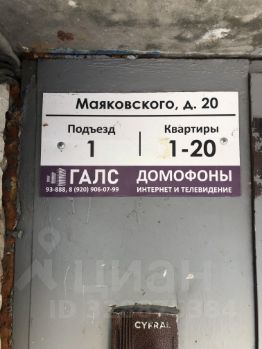 Маяковского, д. 20
Подъезд Квартиры
1 1-20
ГАЛС ДОМОФОНЫ
93-888, 8 (920) 906-07-99 ИНТЕРНЕТ И ТЕЛЕВИДЕНИЕ
циан
CYFRAL